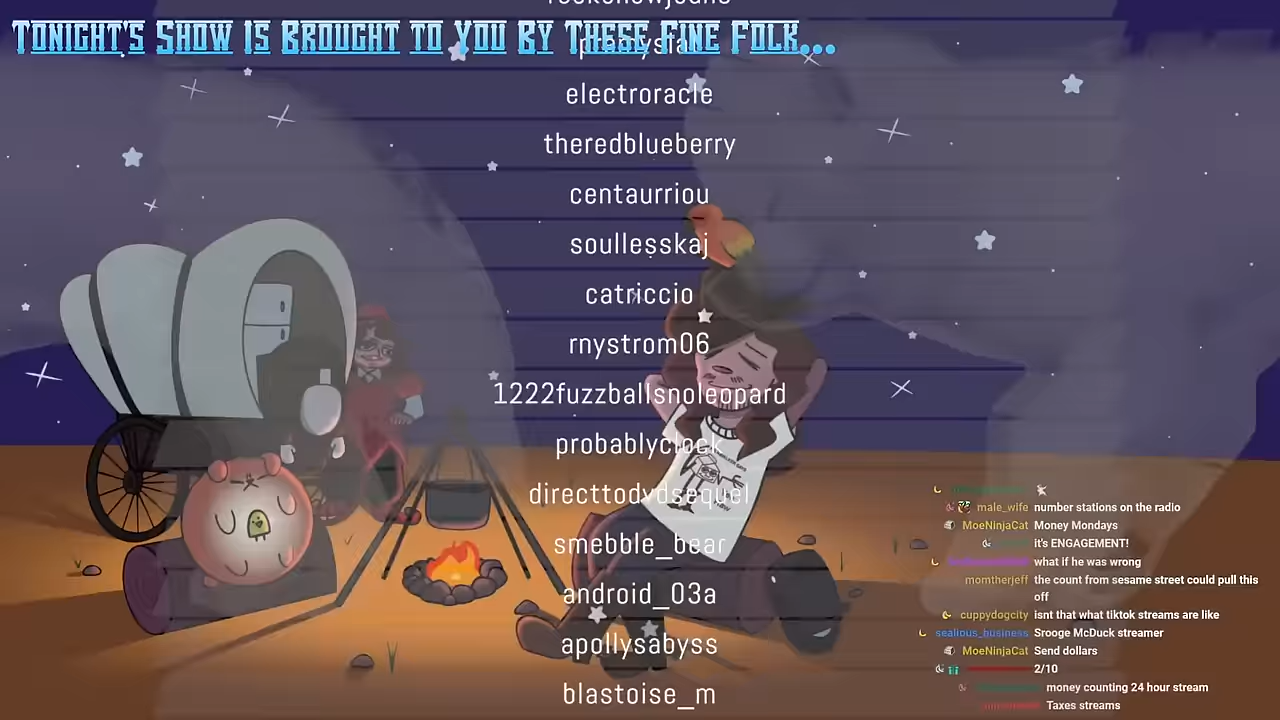 TONIGHT'S SHOW IS BROUGHT TO YOU BY THESE FINE FOLK...
electroracle
theredblueberry
centaurriou
soullesskaj
catriccio
rnystrom06
1222fuzzballsnoleopard
probablyclock
directtodvdsequel
smebble_bear
android_03a
apollysabyss
blastoise_m
male_wife number stations on the radio
MoeNinjaCat Money Mondays
it's ENGAGEMENT!
what if he was wrong
momtherjeff the count from sesame street could pull this
off
cuppydogcity isnt that what tiktok streams are like
sealious_business Srooge McDuck streamer
MoeNinjaCat Send dollars
2/10
money counting 24 hour stream
Taxes streams